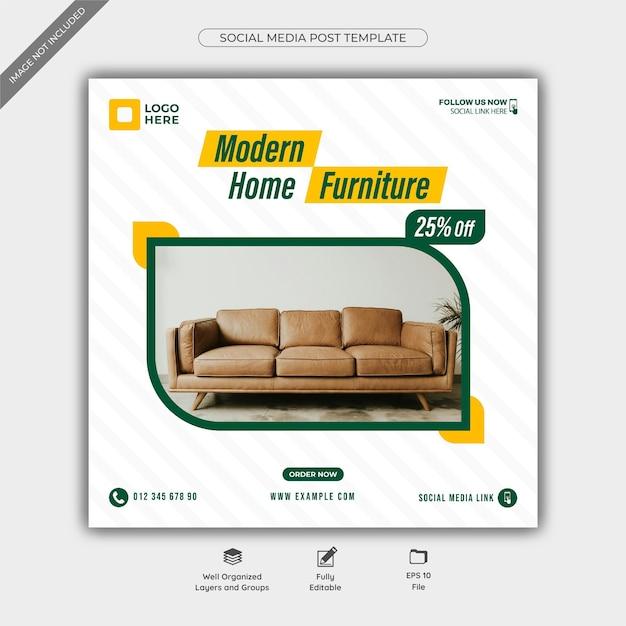 IMAGE NOT INCLUDED
SOCIAL MEDIA POST TEMPLATE
LOGO
HERE
FOLLOW US NOW
SOCIAL LINK HERE
Modern
Home Furniture
25% Off
ORDER NOW
012 345 678 90
WWW.EXAMPLE.COM
SOCIAL MEDIA LINK
Well Organized
Layers and Groups
Fully
Editable
EPS 10
File